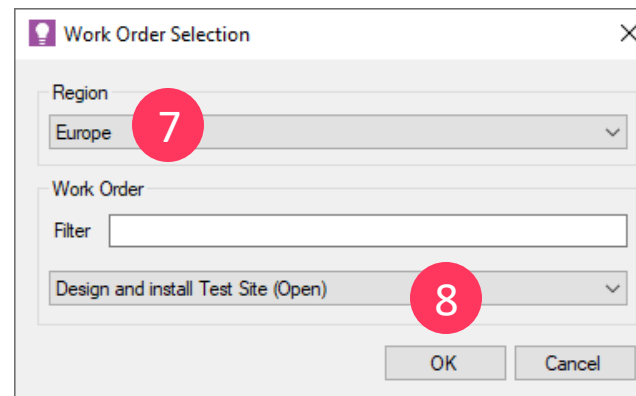 Work Order Selection
Region
Europe
7
Work Order
Filter
Design and install Test Site (Open)
8
OK Cancel